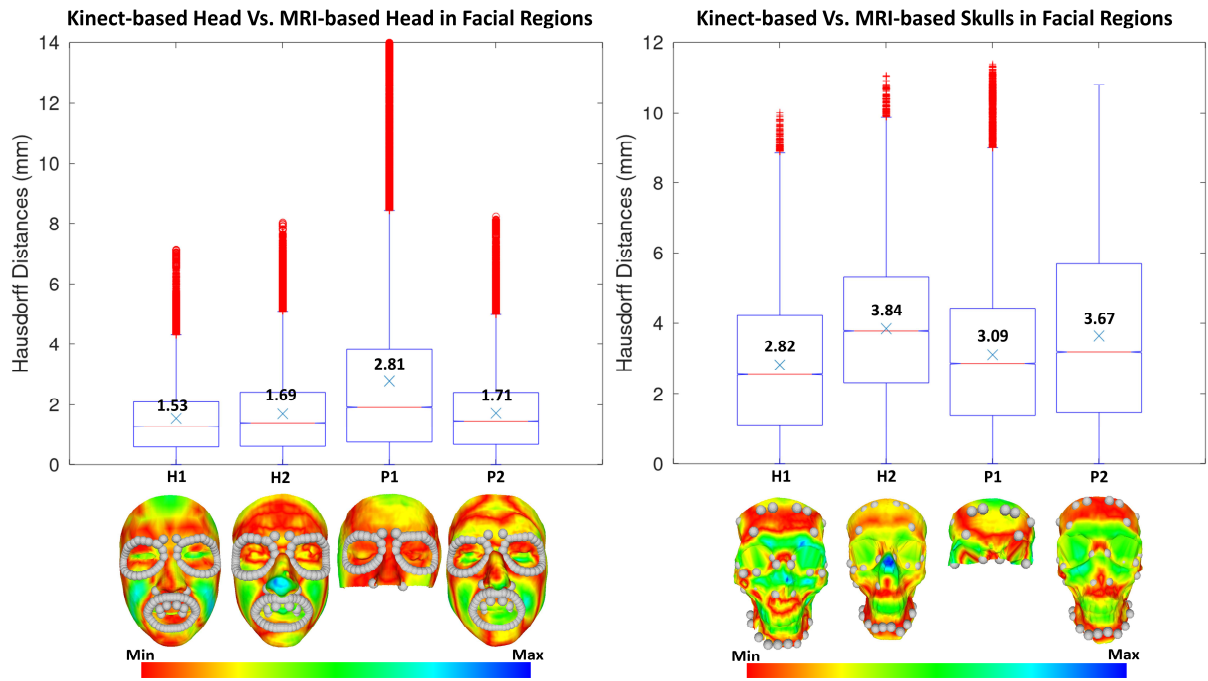 Kinect-based Head Vs. MRI-based Head in Facial Regions
14
12
10
8
6
4
2
0
Hausdorff Distances (mm)
1.53
1.69
2.81
1.71
H1
H2
P1
P2
Min
Max
Kinect-based Vs. MRI-based Skulls in Facial Regions
12
10
8
6
4
2
0
Hausdorff Distances (mm)
2.82
3.84
3.09
3.67
H1
H2
P1
P2
Min
Max